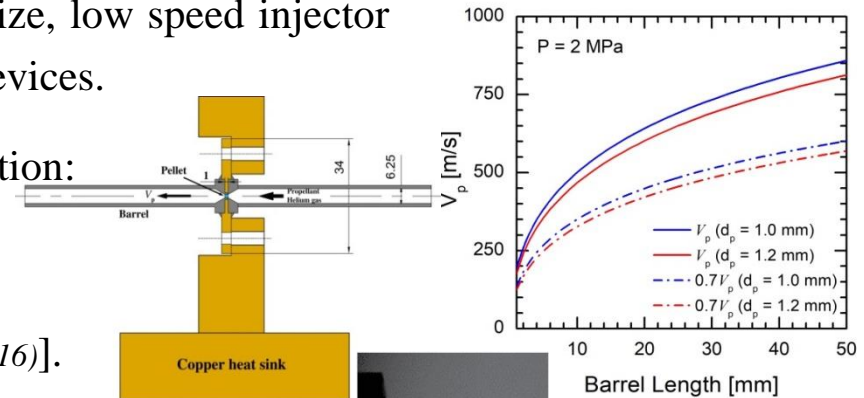 ize, low speed injector
evices.
tion:
16)].
Pellet
1
34
6.25
V_p
Propellant
Helium gas
Barrel
Copper heat sink
1000
750
500
250
0
V_p [m/s]
P = 2 MPa
V_p (d_p = 1.0 mm)
V_p (d_p = 1.2 mm)
0.7V_p (d_p = 1.0 mm)
0.7V_p (d_p = 1.2 mm)
10 20 30 40 50
Barrel Length [mm]